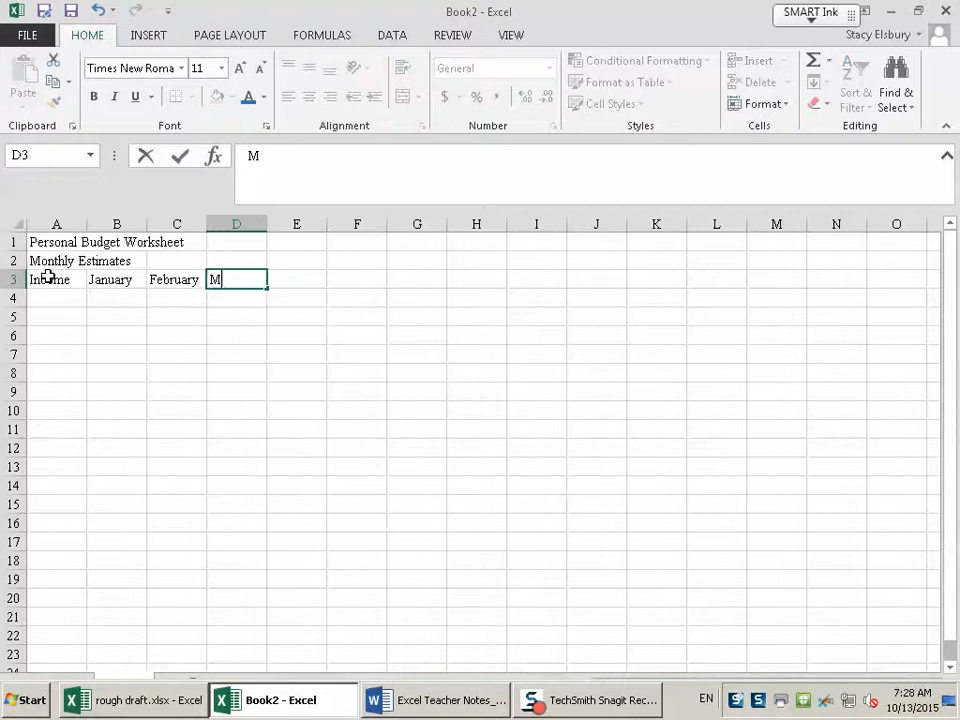 Book2 - Excel
SMART Ink
FILE HOME INSERT PAGE LAYOUT FORMULAS DATA REVIEW VIEW
Stacy Elsbury
Times New Roma 11
General
Conditional Formatting
Insert
Paste
Format as Table
Delete
Sort & Filter
Find & Select
B I U A
$ % ,
Cell Styles
Format
Clipboard Font Alignment Number Styles Cells Editing
D3 fx M
A B C D E F G H I J K L M N O
1 Personal Budget Worksheet
2 Monthly Estimates
3 Income January February M
4
5
6
7
8
9
10
11
12
13
14
15
16
17
18
19
20
21
22
23
24
Start
rough draft.xlsx - Excel
Book2 - Excel
Excel Teacher Notes_...
TechSmith Snagit Rec...
EN
7:28 AM
10/13/2015